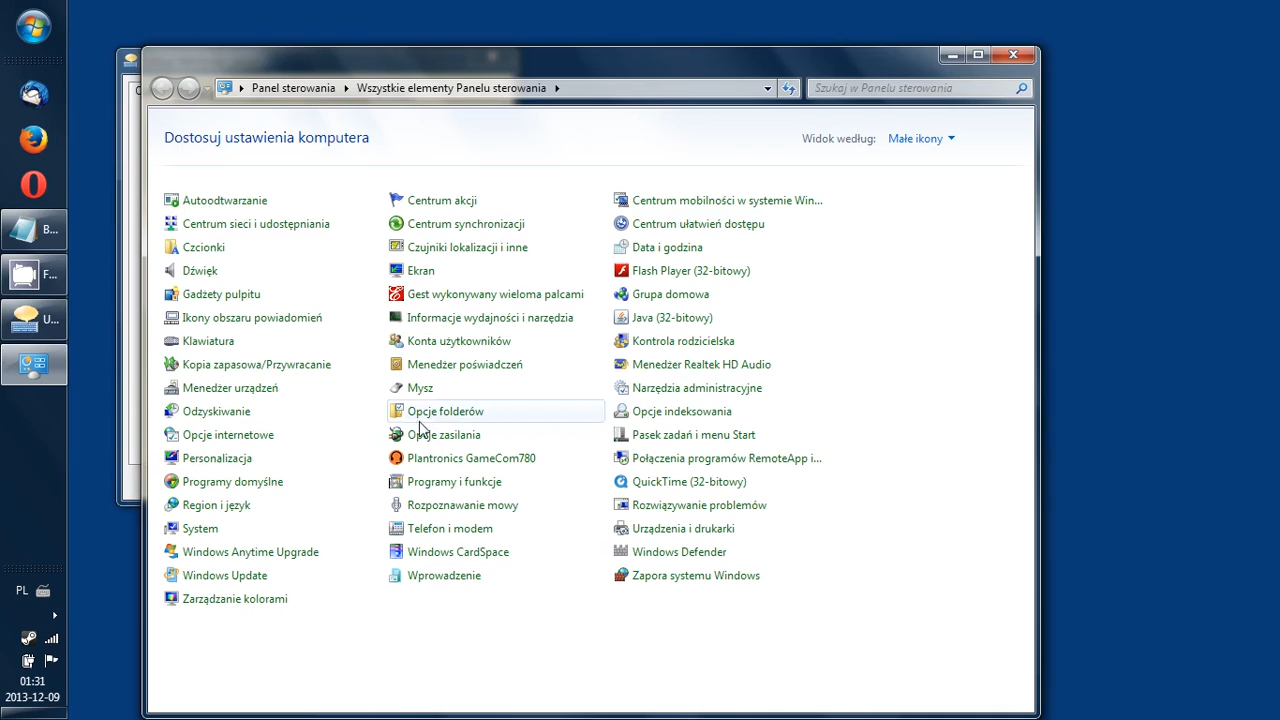 Panel sterowania Wszystkie elementy Panelu sterowania
Szukaj w Panelu sterowania
Dostosuj ustawienia komputera
Widok według: Małe ikony
Autoodtwarzanie
Centrum akcji
Centrum mobilności w systemie Win...
Centrum sieci i udostępniania
Centrum synchronizacji
Centrum ułatwień dostępu
Czcionki
Czujniki lokalizacji i inne
Data i godzina
Dźwięk
Ekran
Flash Player (32-bitowy)
Gadżety pulpitu
Gest wykonywany wieloma palcami
Grupa domowa
Ikony obszaru powiadomień
Informacje wydajności i narzędzia
Java (32-bitowy)
Klawiatura
Konta użytkowników
Kontrola rodzicielska
Kopia zapasowa/Przywracanie
Menedżer poświadczeń
Menedżer Realtek HD Audio
Menedżer urządzeń
Mysz
Narzędzia administracyjne
Odzyskiwanie
Opcje folderów
Opcje indeksowania
Opcje internetowe
Opcje zasilania
Pasek zadań i menu Start
Personalizacja
Plantronics GameCom780
Połączenia programów RemoteApp i...
Programy domyślne
Programy i funkcje
QuickTime (32-bitowy)
Region i język
Rozpoznawanie mowy
Rozwiązywanie problemów
System
Telefon i modem
Urządzenia i drukarki
Windows Anytime Upgrade
Windows CardSpace
Windows Defender
Windows Update
Wprowadzenie
Zapora systemu Windows
Zarządzanie kolorami
B...
F...
U...
PL
01:31
2013-12-09